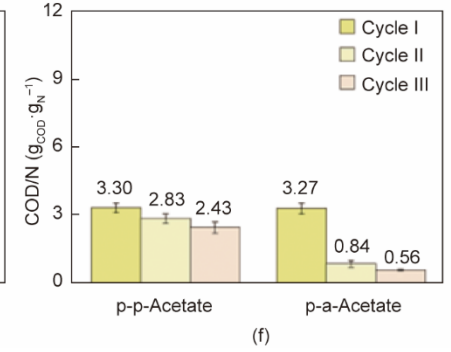 12
Cycle I
Cycle II
Cycle III
9
COD/N (g_COD·g_N⁻¹)
6
3.30
2.83
2.43
3.27
0.84
0.56
3
0
p-p-Acetate
p-a-Acetate
(f)